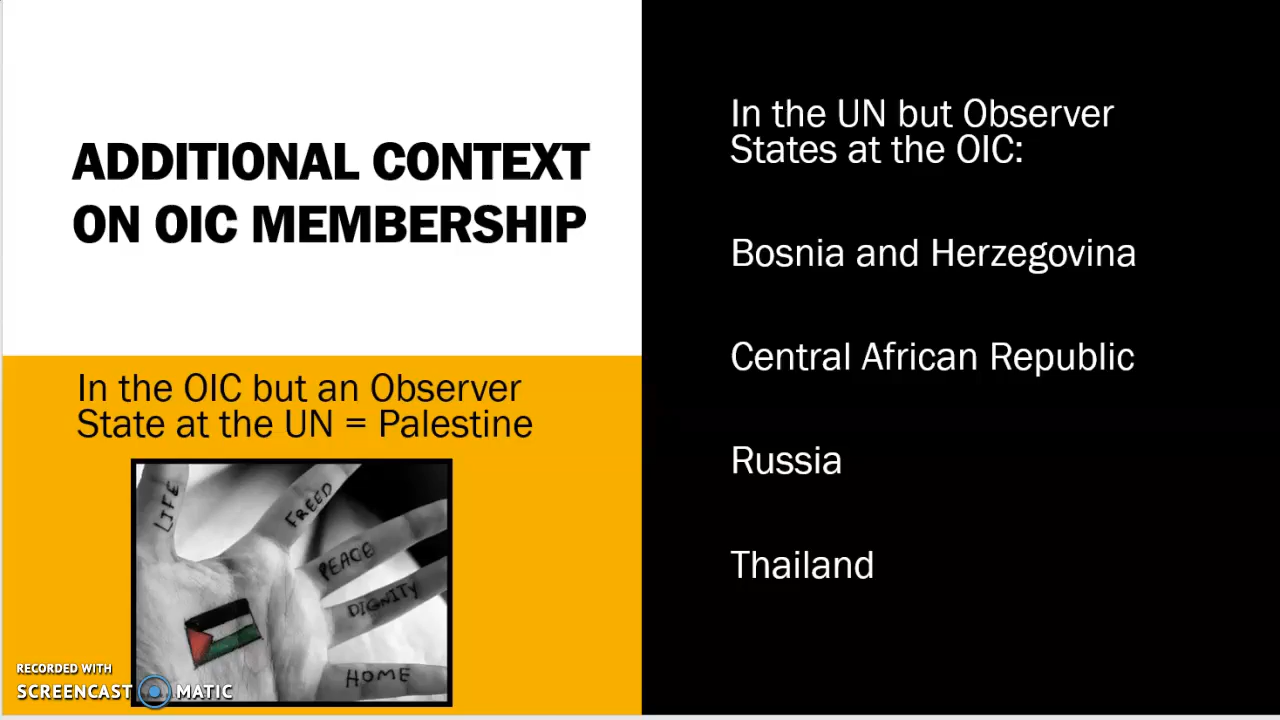 ADDITIONAL CONTEXT
ON OIC MEMBERSHIP
In the OIC but an Observer
State at the UN = Palestine
LIFE
FREED
PEACE
DIGNITY
HOME
RECORDED WITH
SCREENCAST MATIC
In the UN but Observer
States at the OIC:
Bosnia and Herzegovina
Central African Republic
Russia
Thailand